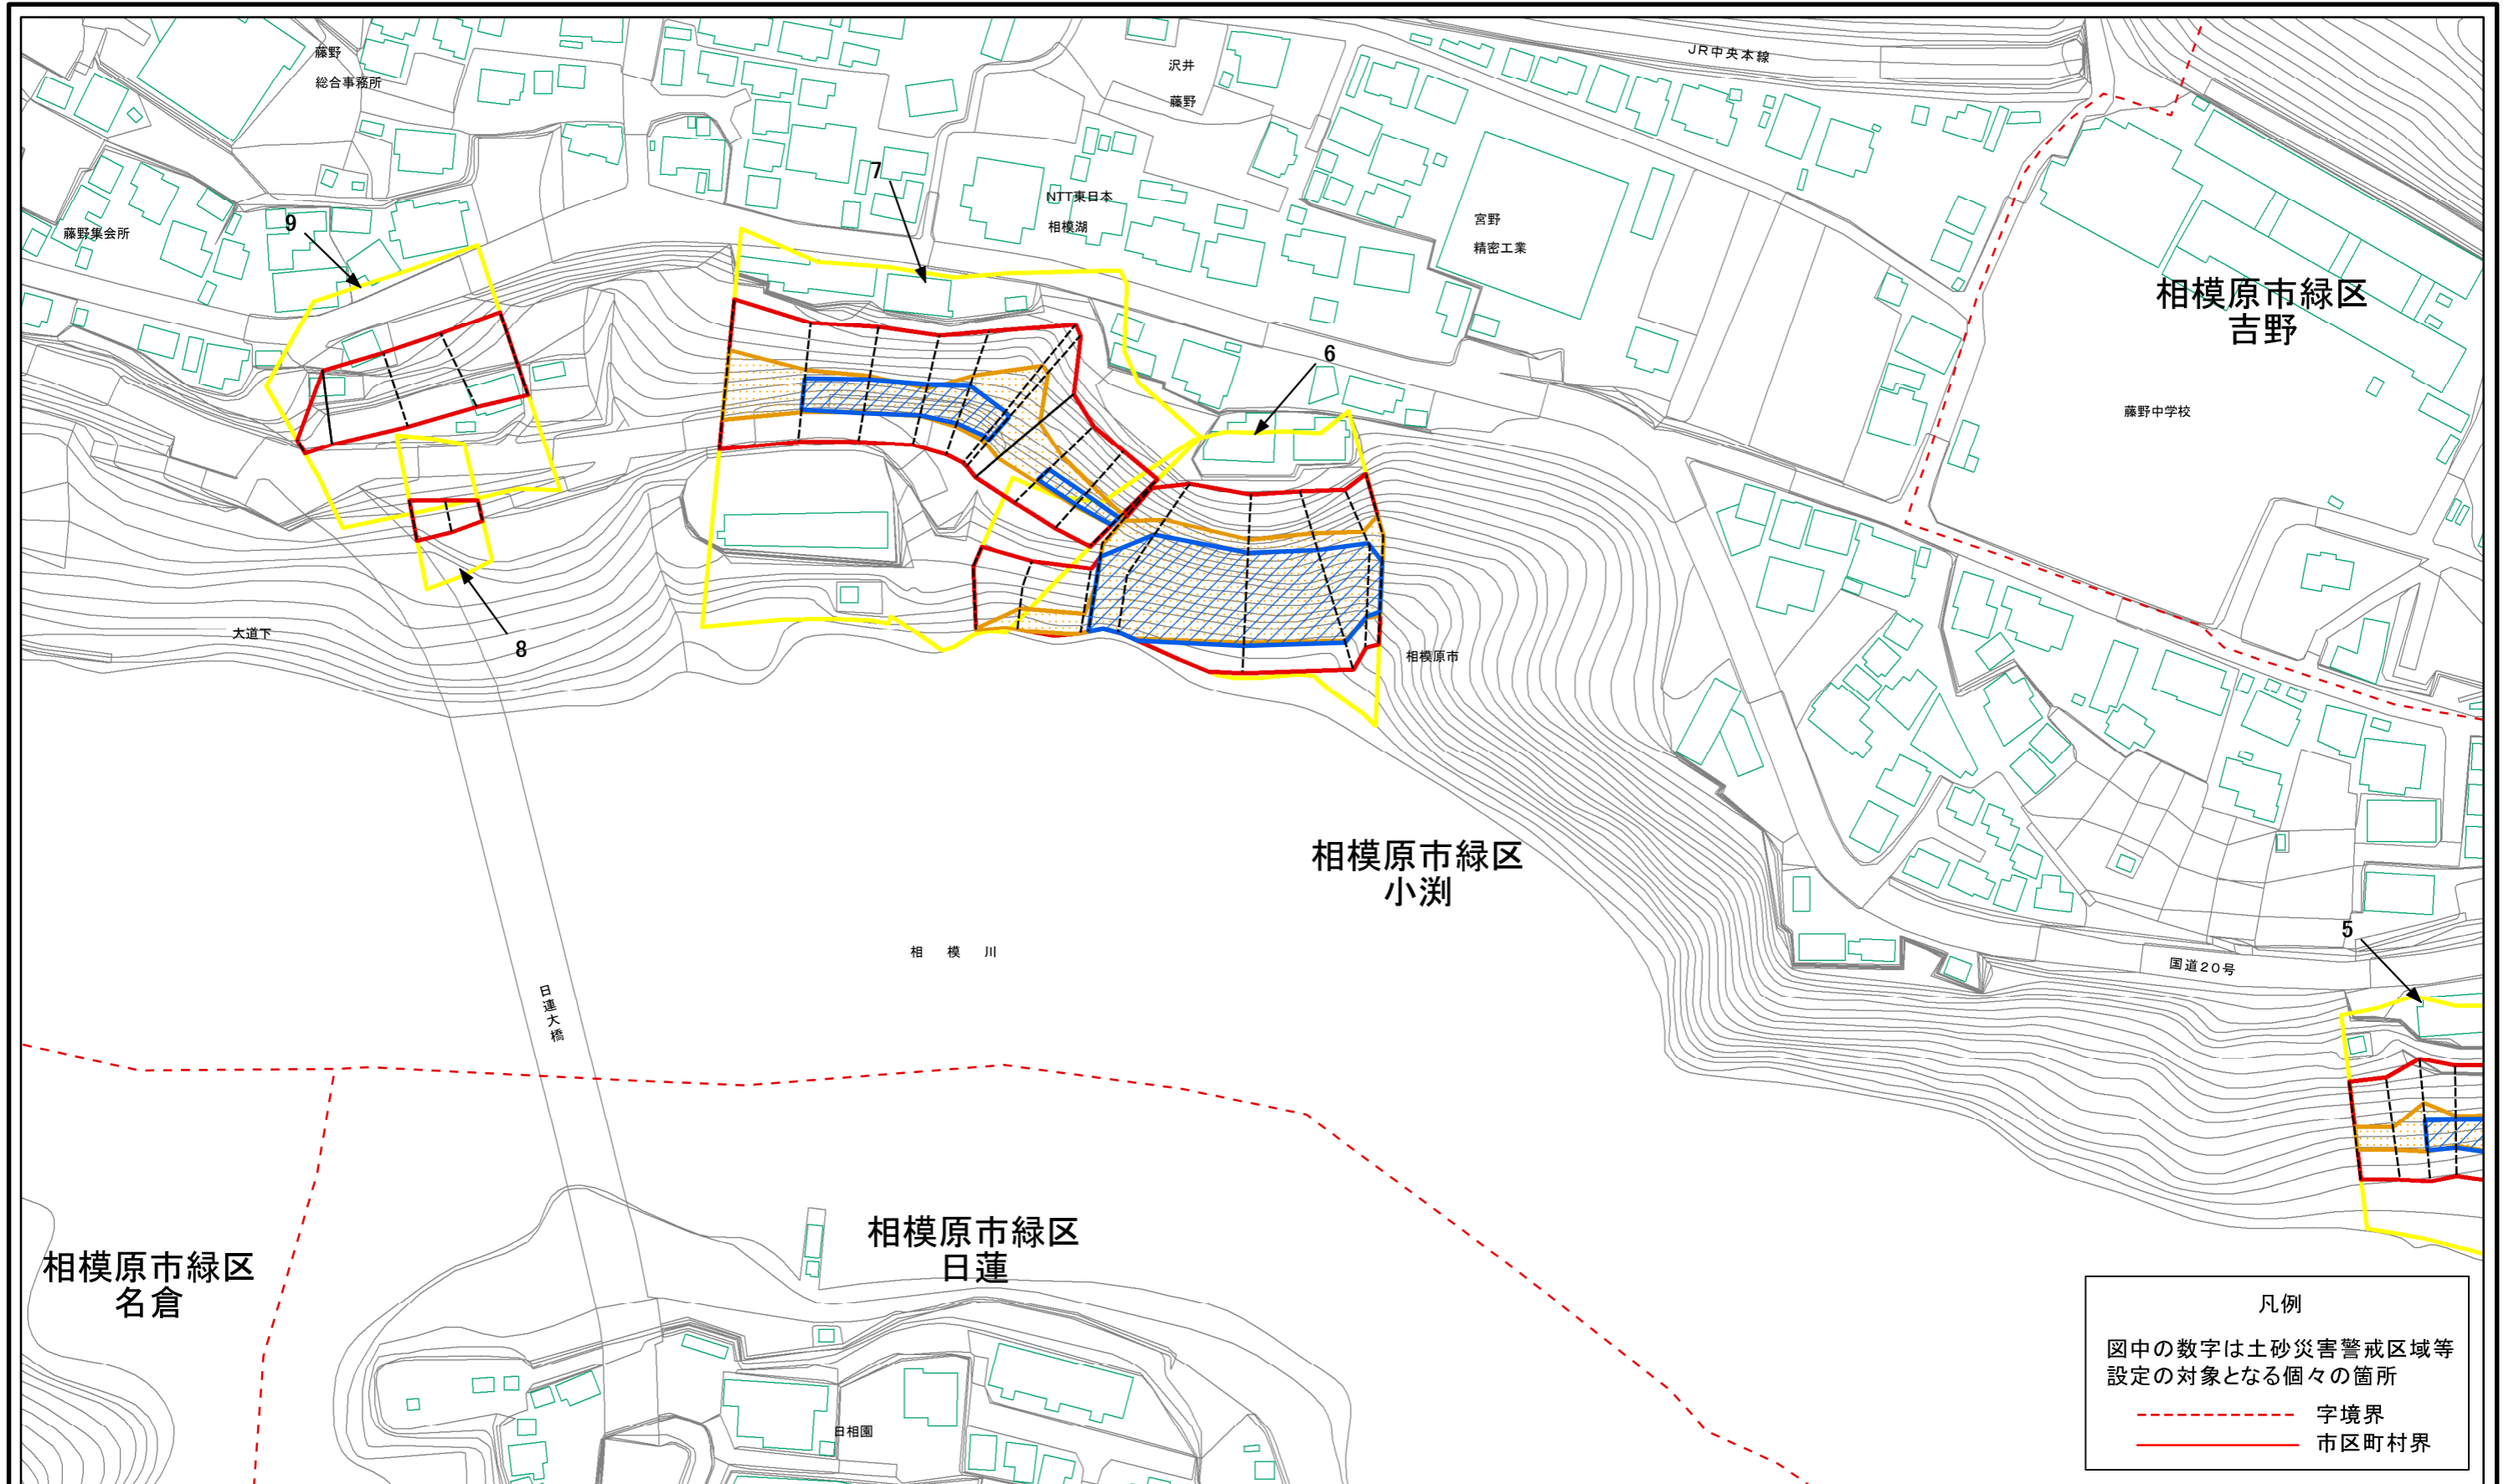 藤野
総合事務所
沢井
藤野
JR中央本線
7
NTT東日本
相模湖
宮野
精密工業
9
藤野集会所
相模原市緑区
吉野
6
藤野中学校
大道下
8
相模原市
相模原市緑区
小渕
5
国道20号
相模川
日連大橋
相模原市緑区
日蓮
相模原市緑区
名倉
日相園
凡例
図中の数字は土砂災害警戒区域等
設定の対象となる個々の箇所
字境界
市区町村界